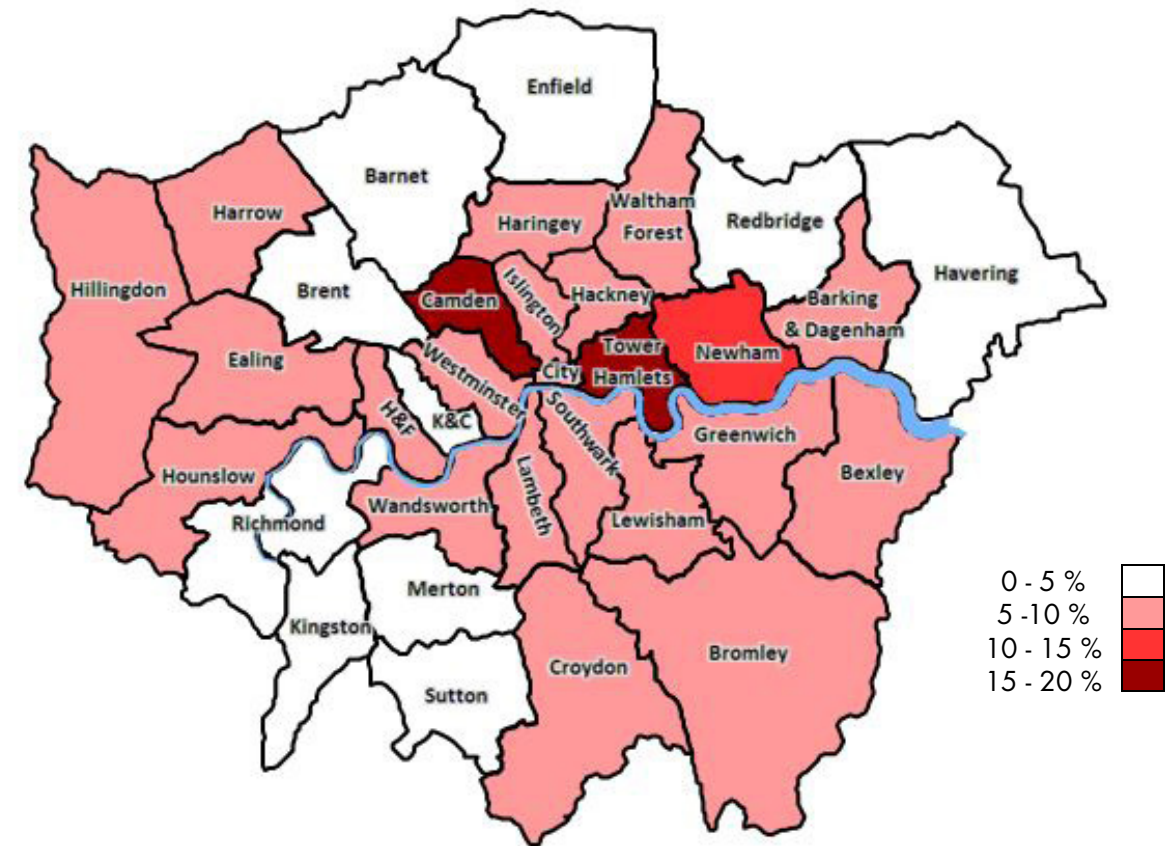 Enfield
Barnet
Waltham
Forest
Harrow
Haringey
Redbridge
Havering
Hillingdon
Brent
Camden
Islington
Hackney
Barking
& Dagenham
Ealing
Westminster
City
Tower
Hamlets
Newham
H&F
K&C
Southwark
Greenwich
Hounslow
Bexley
Richmond
Wandsworth
Lambeth
Lewisham
Merton
Kingston
Croydon
Bromley
Sutton
0 - 5 %
5 -10 %
10 - 15 %
15 - 20 %